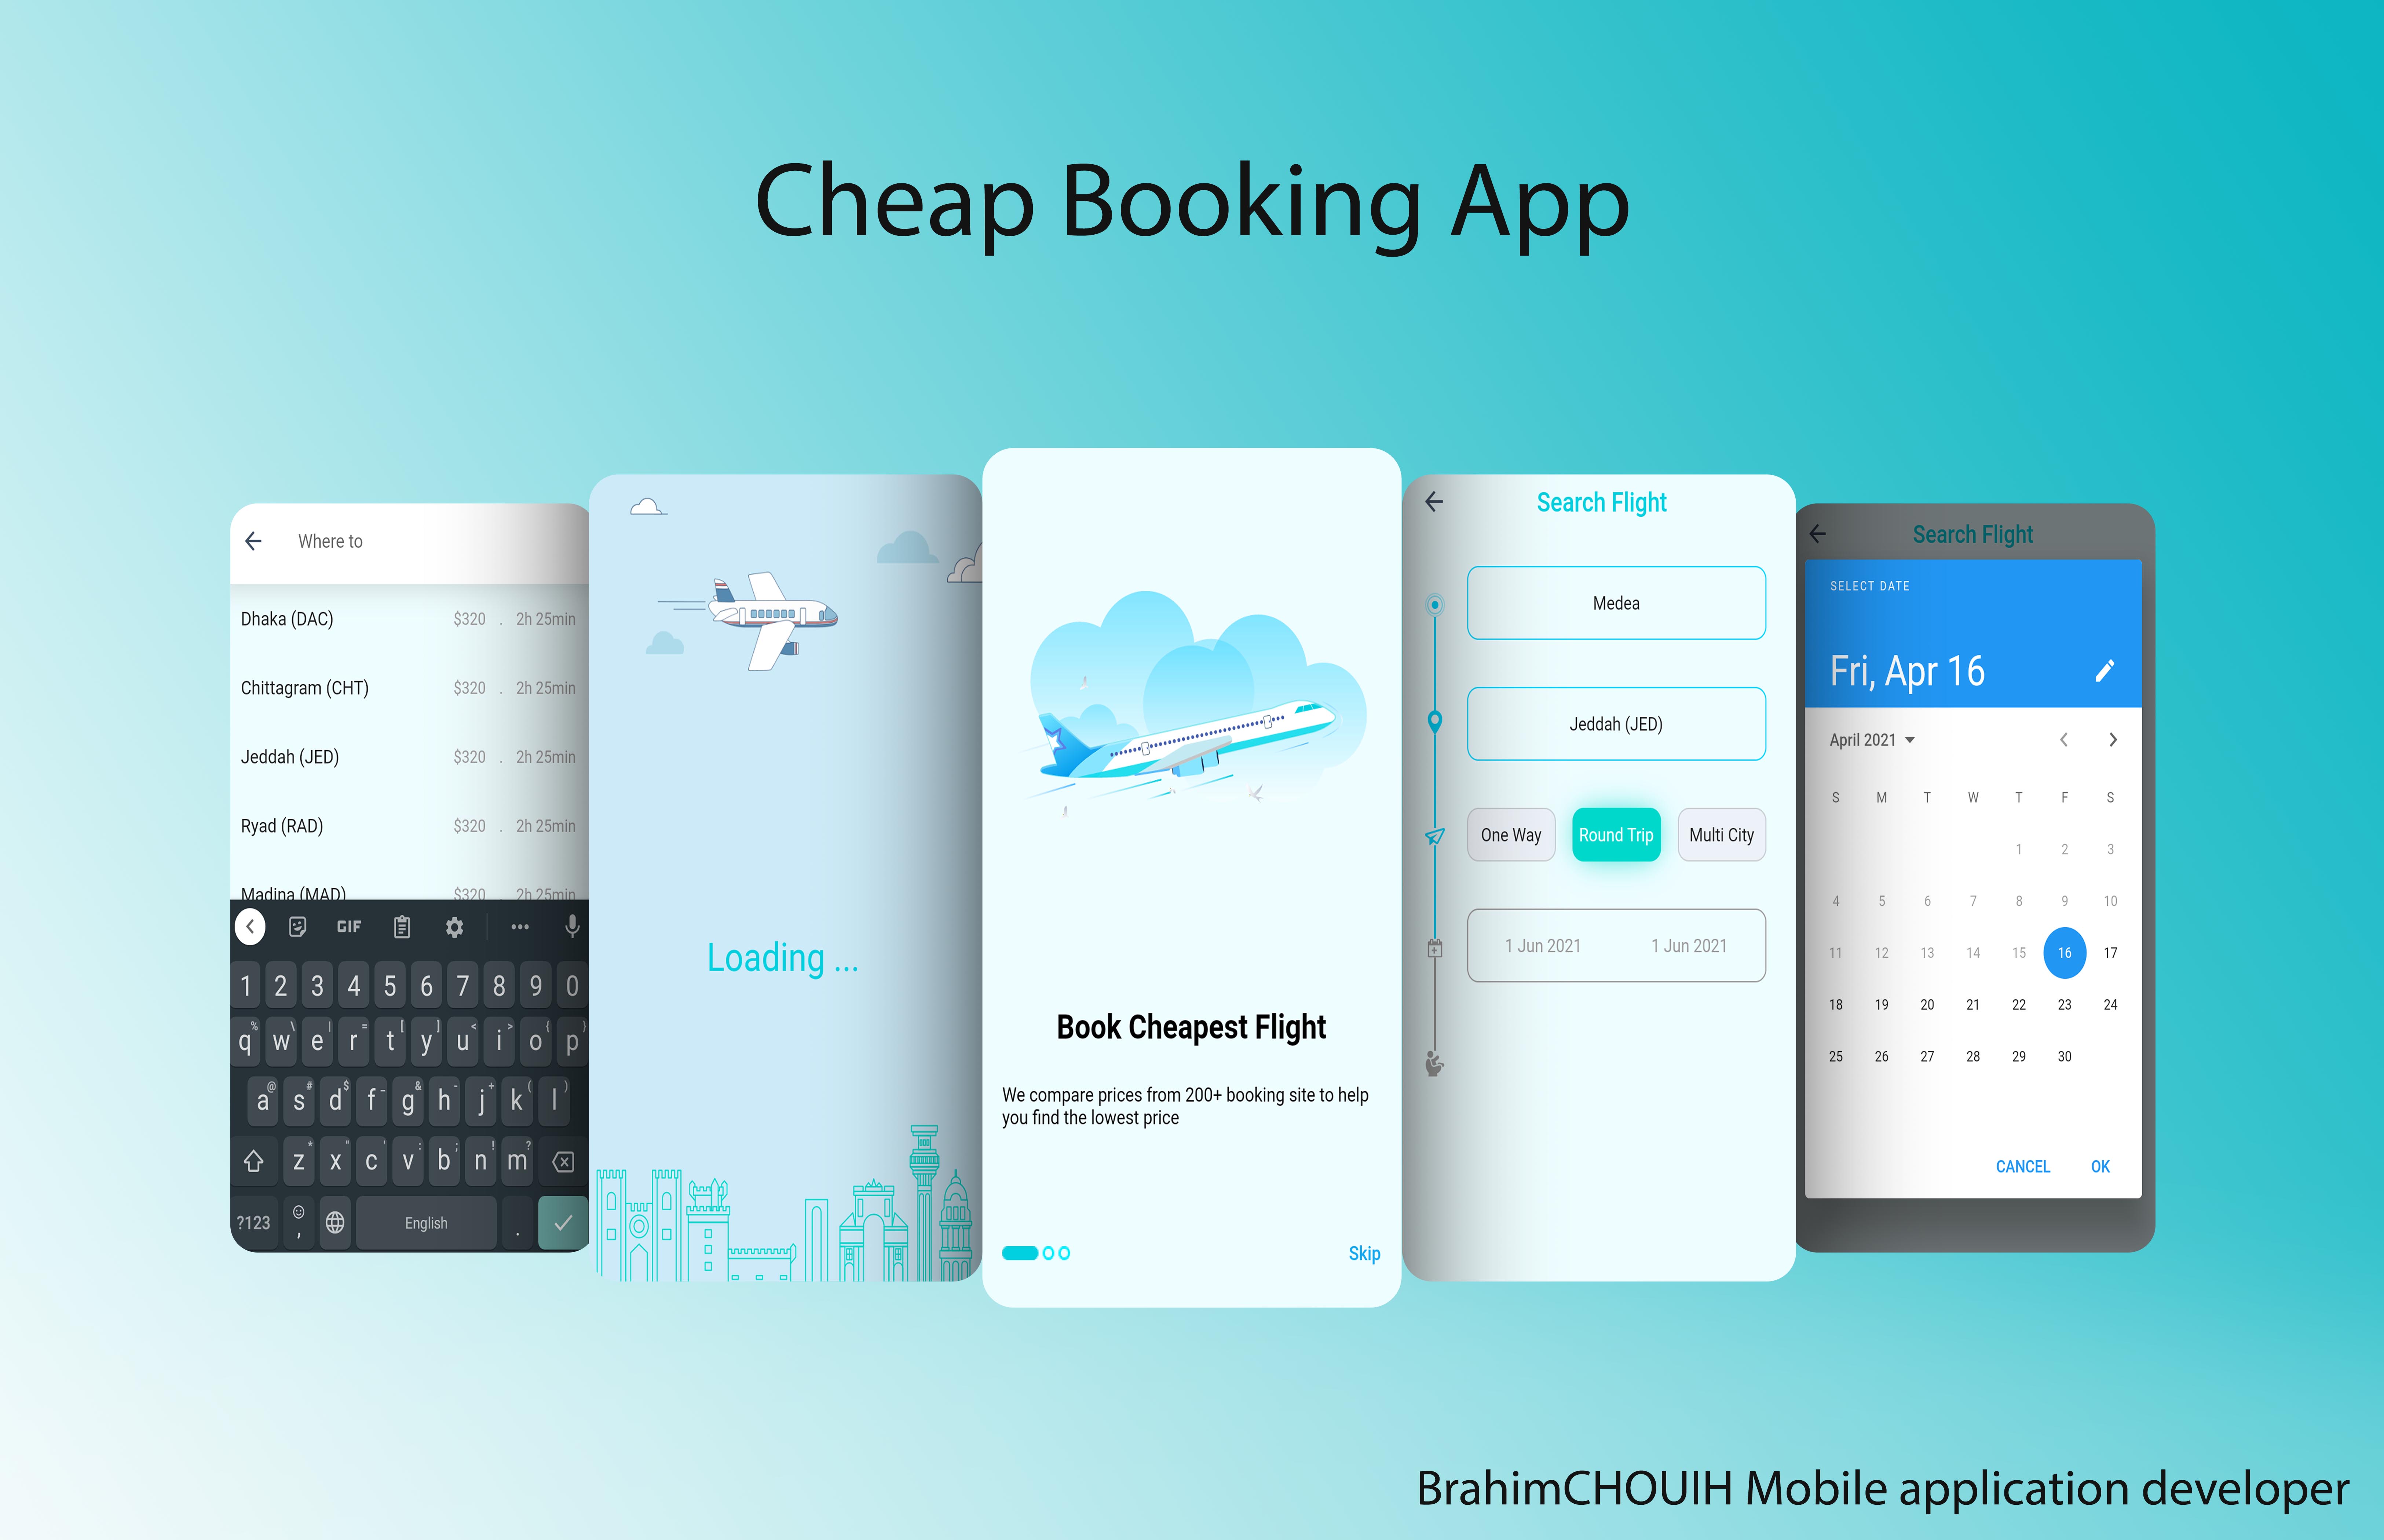 Cheap Booking App
Where to
Dhaka (DAC) $320 . 2h 25min
Chittagram (CHT) $320 . 2h 25min
Jeddah (JED) $320 . 2h 25min
Ryad (RAD) $320 . 2h 25min
Madina (MAD) $320 . 2h 25min
GIF
1 2 3 4 5 6 7 8 9 0
% \ | = [ ] < > { }
q w e r t y u i o p
@ # $ _ & - + ( )
a s d f g h j k l
* " ' : ; ! ?
z x c v b n m
?123 , English .
Loading ...
Book Cheapest Flight
We compare prices from 200+ booking site to help
you find the lowest price
Skip
Search Flight
Medea
Jeddah (JED)
One Way Round Trip Multi City
1 Jun 2021 1 Jun 2021
Search Flight
SELECT DATE
Fri, Apr 16
April 2021
S M T W T F S
1 2 3
4 5 6 7 8 9 10
11 12 13 14 15 16 17
18 19 20 21 22 23 24
25 26 27 28 29 30
CANCEL OK
BrahimCHOUIH Mobile application developer